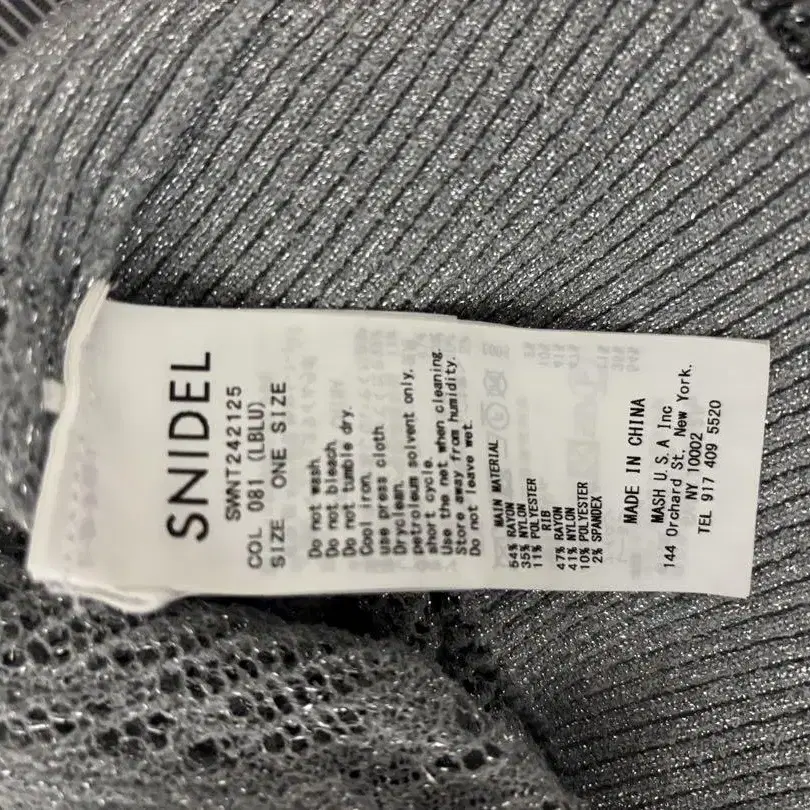 SNIDEL
SWNT242125
COL 081 (LBLU)
SIZE ONE SIZE
Do not wash.
Do not bleach.
Do not tumble dry.
Cool iron.
use press cloth.
Dryclean.
petroleum solvent only.
short cycle.
Use the net when cleaning.
Store away from humidity.
Do not leave wet.
MAIN MATERIAL
54% RAYON
35% NYLON
11% POLYESTER
RIB
47% RAYON
41% NYLON
10% POLYESTER
2% SPANDEX
MADE IN CHINA
MASH U.S.A Inc
144 Orchard St, New York.
NY 10002
TEL 917 409 5520